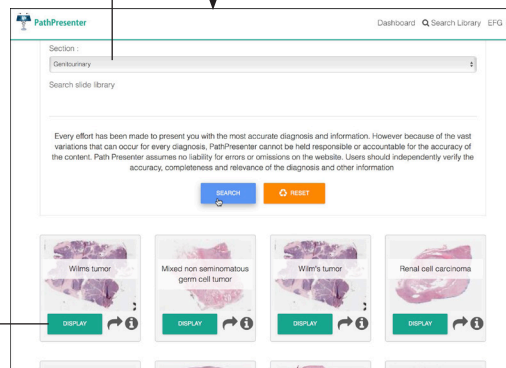 PathPresenter
Dashboard Search Library EFG
Section :
Genitourinary
Search slide library
Every effort has been made to present you with the most accurate diagnosis and information. However because of the vast
variations that can occur for every diagnosis, PathPresenter cannot be held responsible or accountable for the accuracy of
the content. Path Presenter assumes no liability for errors or omissions on the website. Users should independently verify the
accuracy, completeness and relevance of the diagnosis and other information
SEARCH RESET
Wilms tumor
Mixed non seminomatous
germ cell tumor
Wilm's tumor
Renal cell carcinoma
DISPLAY DISPLAY DISPLAY DISPLAY